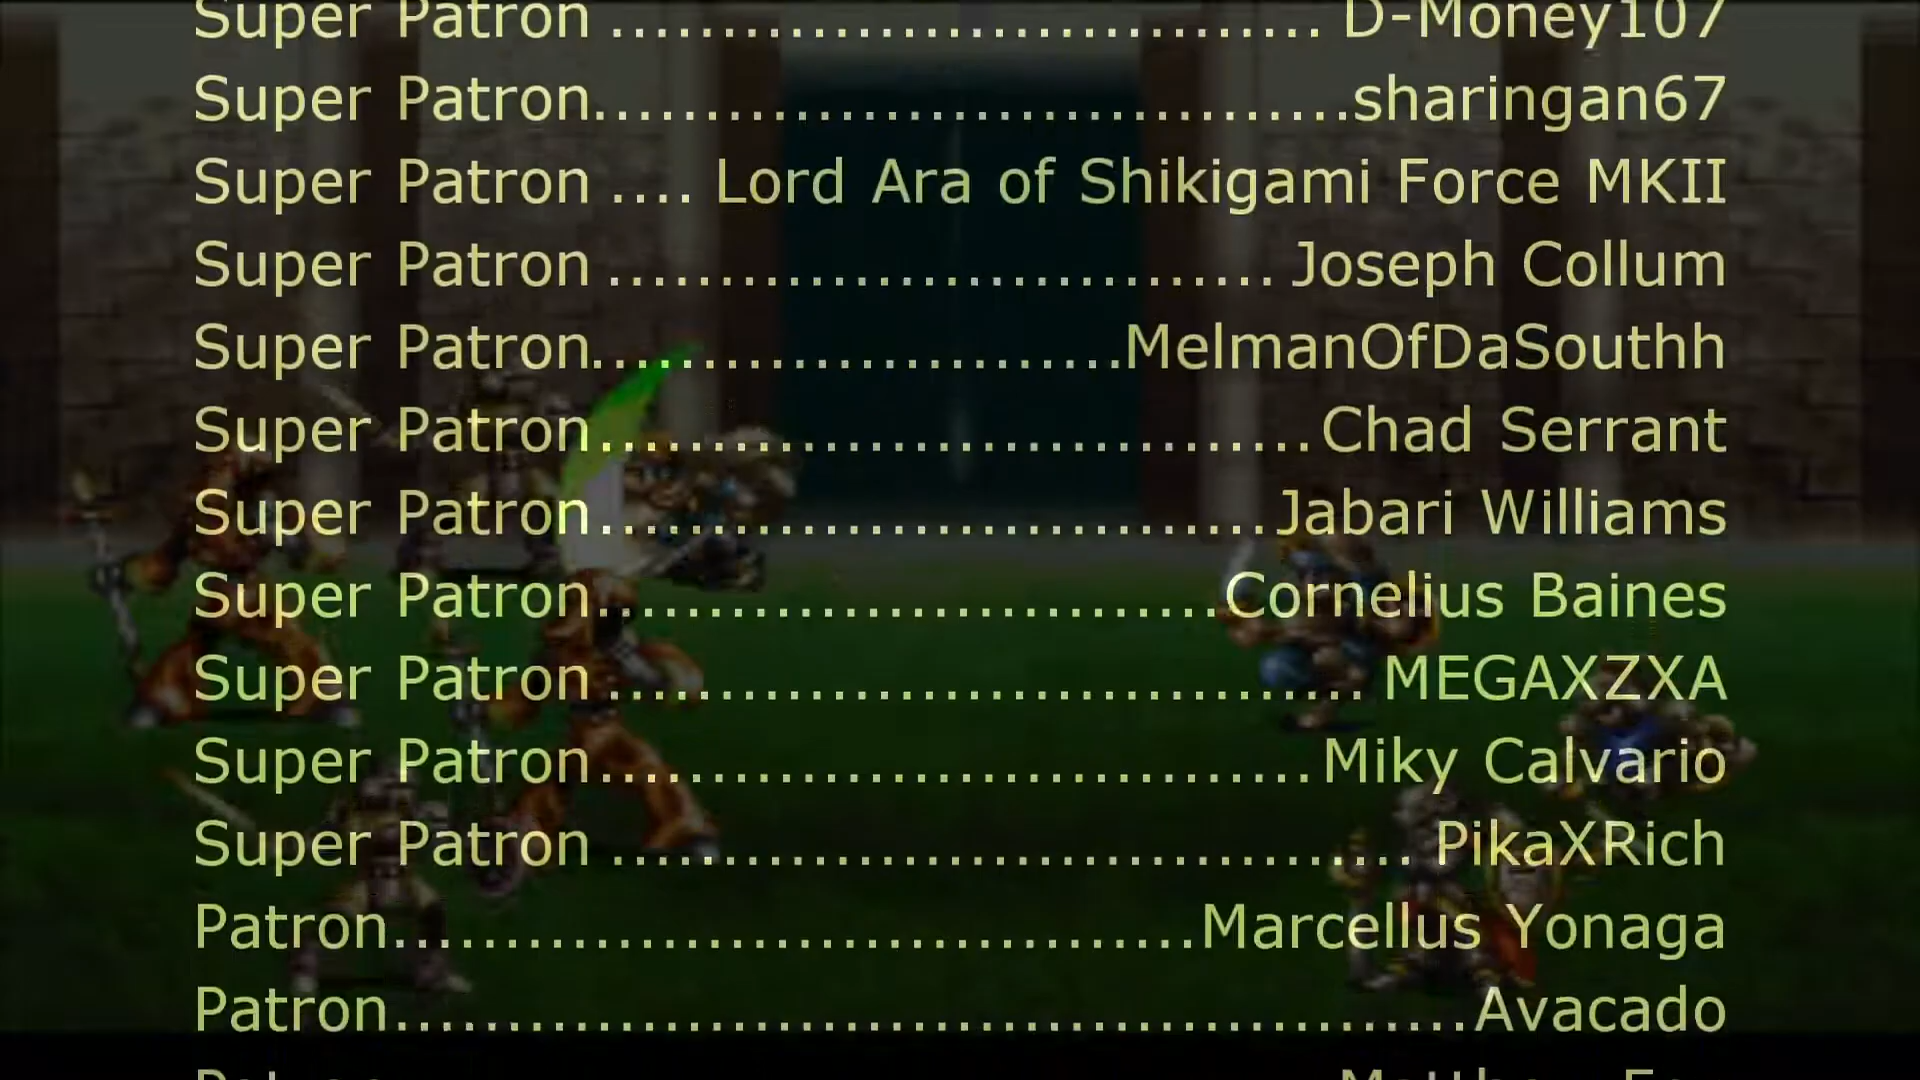 Super Patron ................................ D-Money107
Super Patron..................................sharingan67
Super Patron .... Lord Ara of Shikigami Force MKII
Super Patron .............................. Joseph Collum
Super Patron........................MelmanOfDaSouthh
Super Patron................................Chad Serrant
Super Patron..............................Jabari Williams
Super Patron............................Cornelius Baines
Super Patron .................................. MEGAXZXA
Super Patron................................Miky Calvario
Super Patron .................................... PikaXRich
Patron.....................................Marcellus Yonaga
Patron.................................................Avacado